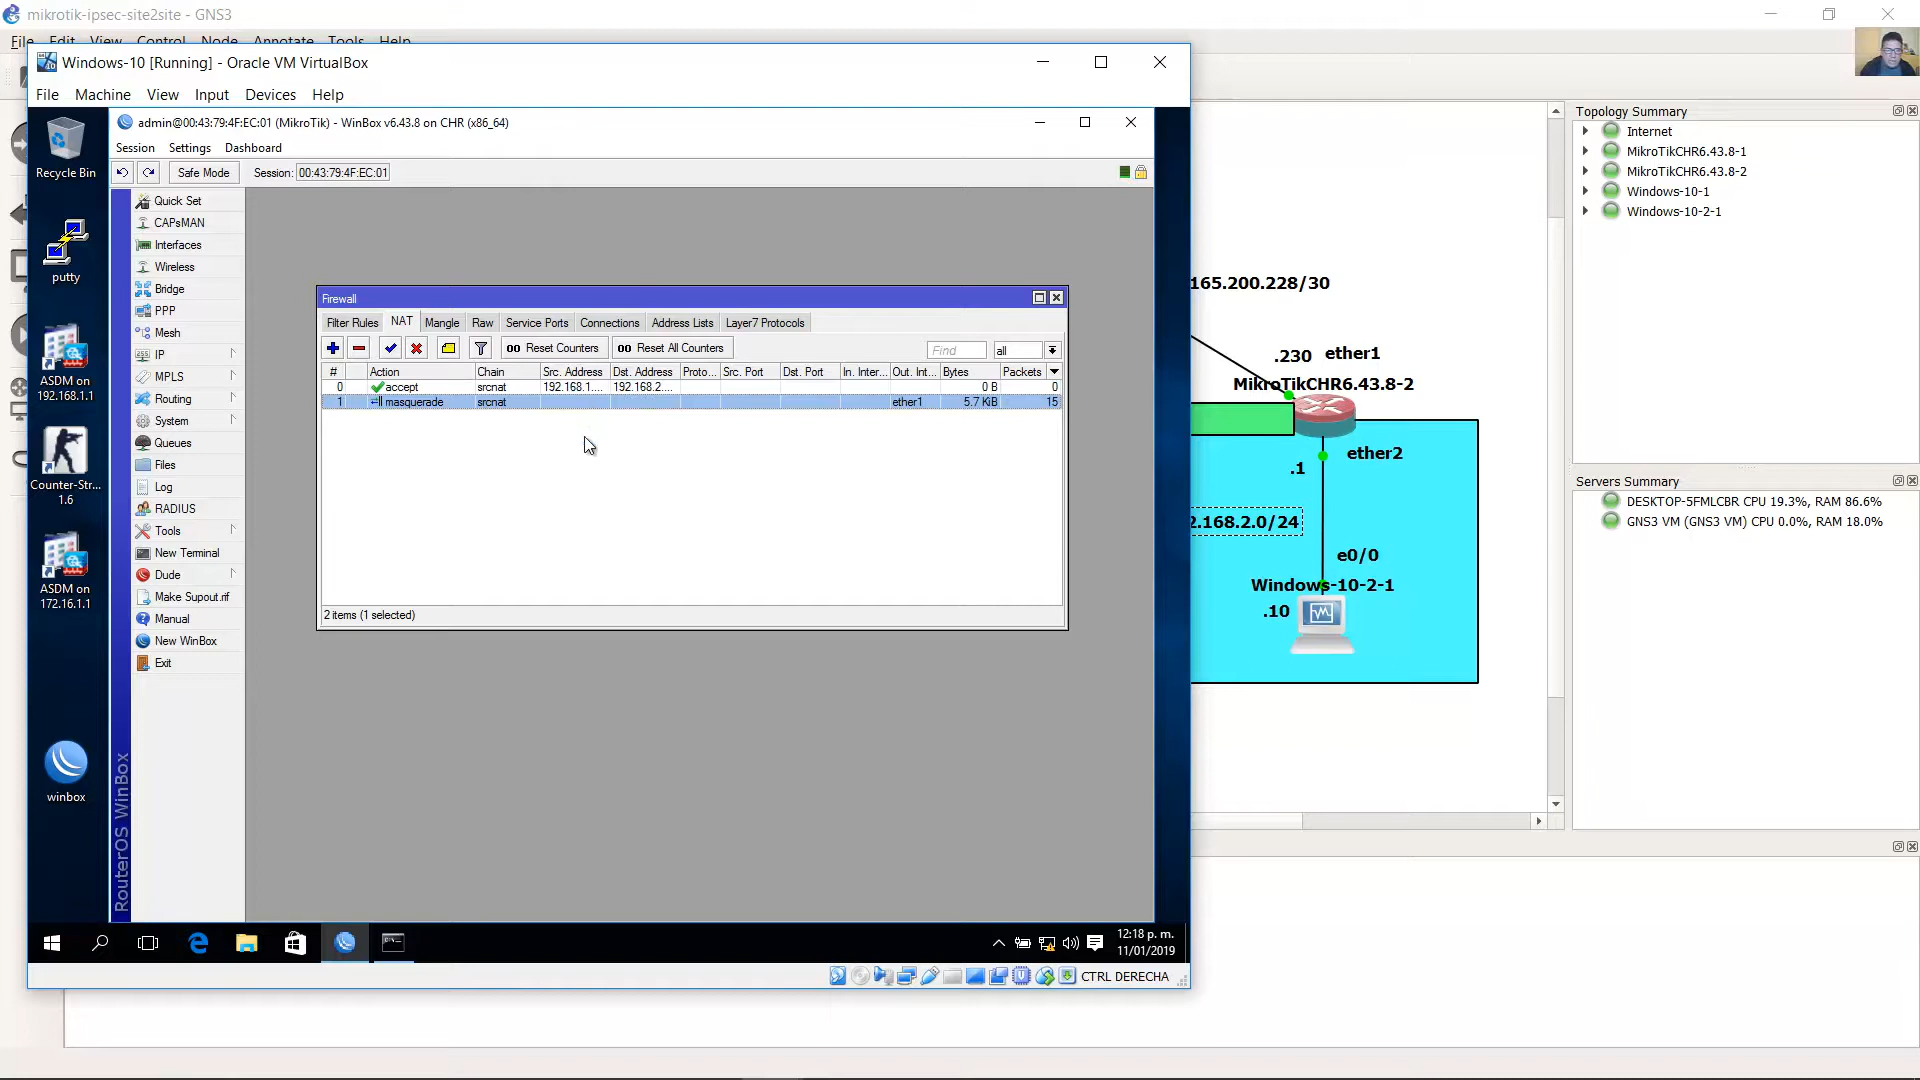 mikrotik-ipsec-site2site - GNS3
File Edit View Control Node Annotate Tools Help
Windows-10 [Running] - Oracle VM VirtualBox
File Machine View Input Devices Help
admin@00:43:79:4F:EC:01 (MikroTik) - WinBox v6.43.8 on CHR (x86_64)
Session Settings Dashboard
Safe Mode Session: 00:43:79:4F:EC:01
Recycle Bin
putty
ASDM on
192.168.1.1
Counter-Str...
1.6
ASDM on
172.16.1.1
winbox
Quick Set
CAPsMAN
Interfaces
Wireless
Bridge
PPP
Mesh
IP
MPLS
Routing
System
Queues
Files
Log
RADIUS
Tools
New Terminal
Dude
Make Supout.rif
Manual
New WinBox
Exit
RouterOS WinBox
Firewall
Filter Rules NAT Mangle Raw Service Ports Connections Address Lists Layer7 Protocols
00 Reset Counters 00 Reset All Counters Find all
# Action Chain Src. Address Dst. Address Proto... Src. Port Dst. Port In. Inter... Out. Int... Bytes Packets
0 accept srcnat 192.168.1.... 192.168.2.... 0 B 0
1 masquerade srcnat ether1 5.7 KiB 15
2 items (1 selected)
12:18 p. m.
11/01/2019
CTRL DERECHA
165.200.228/30
.230 ether1
MikroTikCHR6.43.8-2
ether2
.1
2.168.2.0/24
e0/0
Windows-10-2-1
.10
Topology Summary
Internet
MikroTikCHR6.43.8-1
MikroTikCHR6.43.8-2
Windows-10-1
Windows-10-2-1
Servers Summary
DESKTOP-5FMLCBR CPU 19.3%, RAM 86.6%
GNS3 VM (GNS3 VM) CPU 0.0%, RAM 18.0%